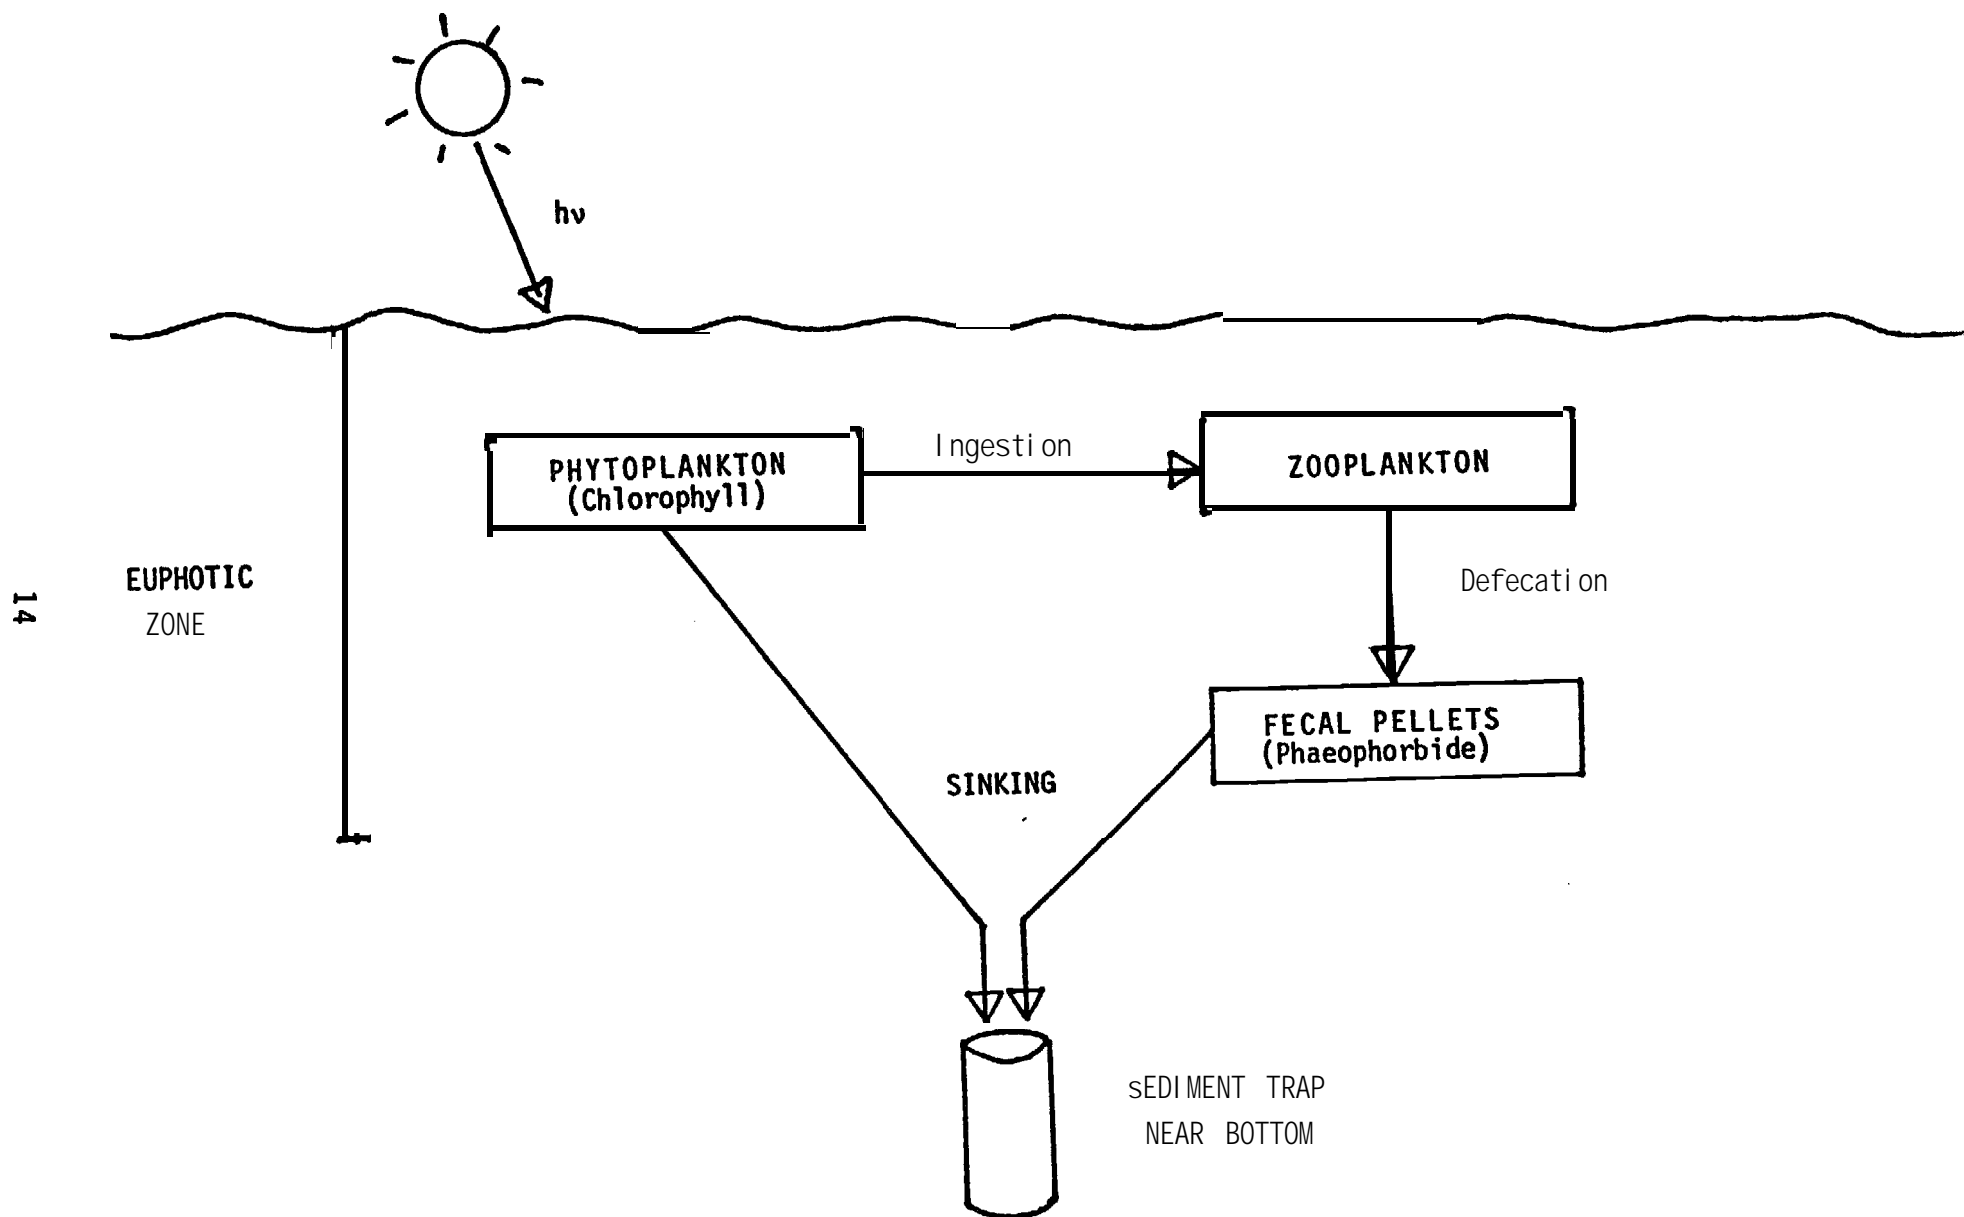 hν
PHYTOPLANKTON
(Chlorophyll)
Ingestion
ZOOPLANKTON
EUPHOTIC
ZONE
Defecation
FECAL PELLETS
(Phaeophorbide)
SINKING
sEDIMENT TRAP
NEAR BOTTOM
14